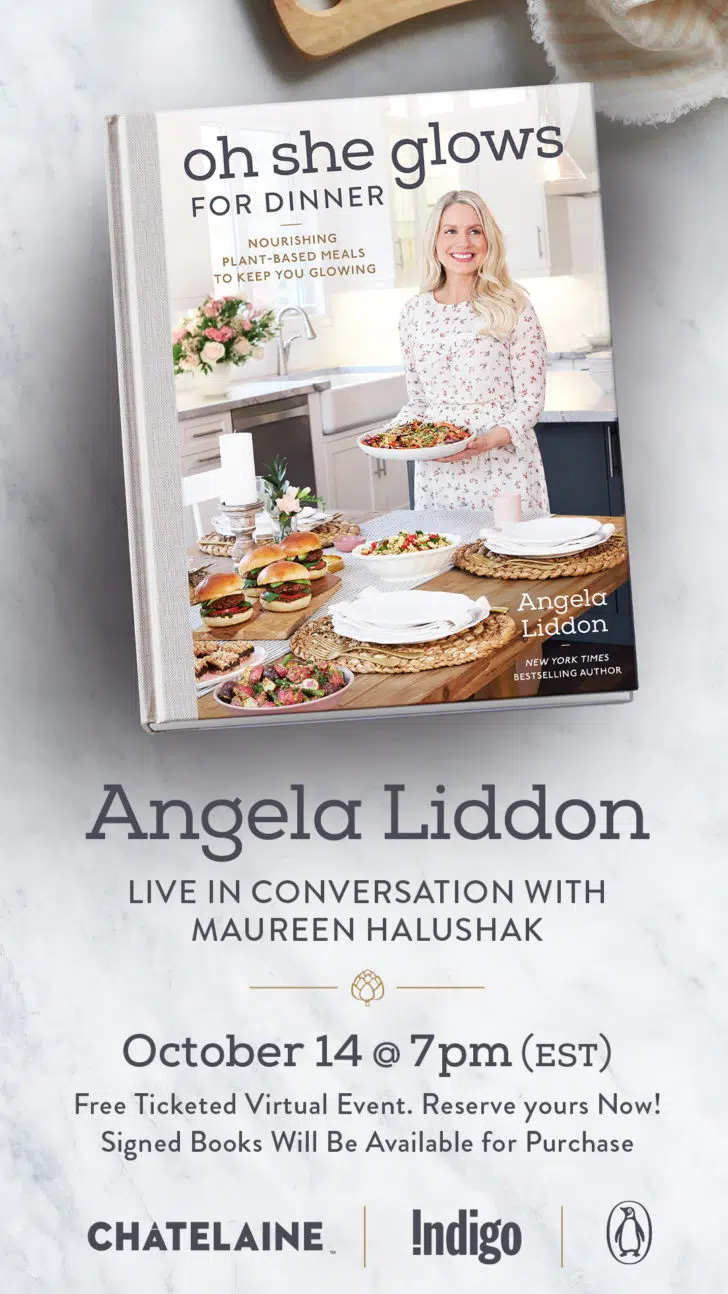 oh she glows
FOR DINNER
NOURISHING
PLANT-BASED MEALS
TO KEEP YOU GLOWING
Angela
Liddon
NEW YORK TIMES
BESTSELLING AUTHOR
Angela Liddon
LIVE IN CONVERSATION WITH
MAUREEN HALUSHAK
October 14 @ 7pm (EST)
Free Ticketed Virtual Event. Reserve yours Now!
Signed Books Will Be Available for Purchase
CHATELAINE™
!ndigo